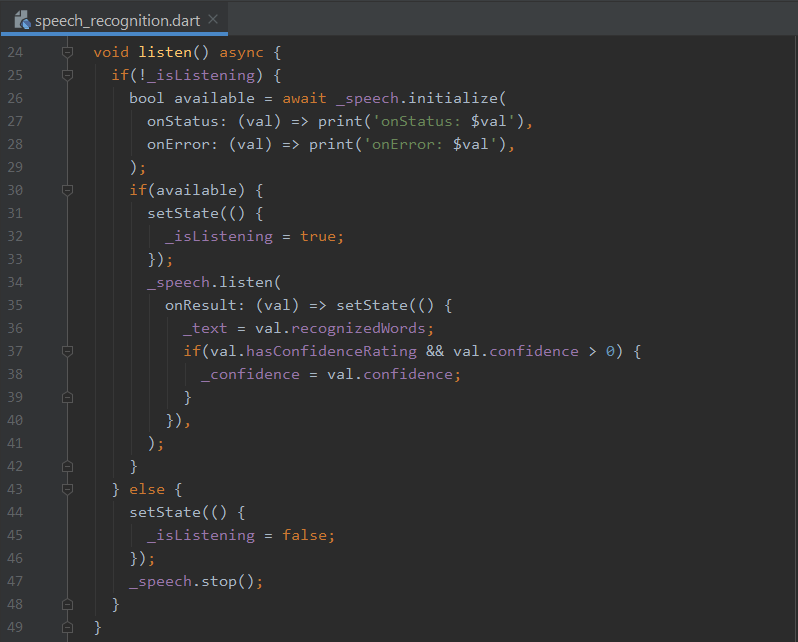 speech_recognition.dart
24 void listen() async {
25   if(!_isListening) {
26     bool available = await _speech.initialize(
27       onStatus: (val) => print('onStatus: $val'),
28       onError: (val) => print('onError: $val'),
29     );
30     if(available) {
31       setState(() {
32         _isListening = true;
33       });
34       _speech.listen(
35         onResult: (val) => setState(() {
36           _text = val.recognizedWords;
37           if(val.hasConfidenceRating && val.confidence > 0) {
38             _confidence = val.confidence;
39           }
40         }),
41       );
42     }
43   } else {
44     setState(() {
45       _isListening = false;
46     });
47     _speech.stop();
48   }
49 }